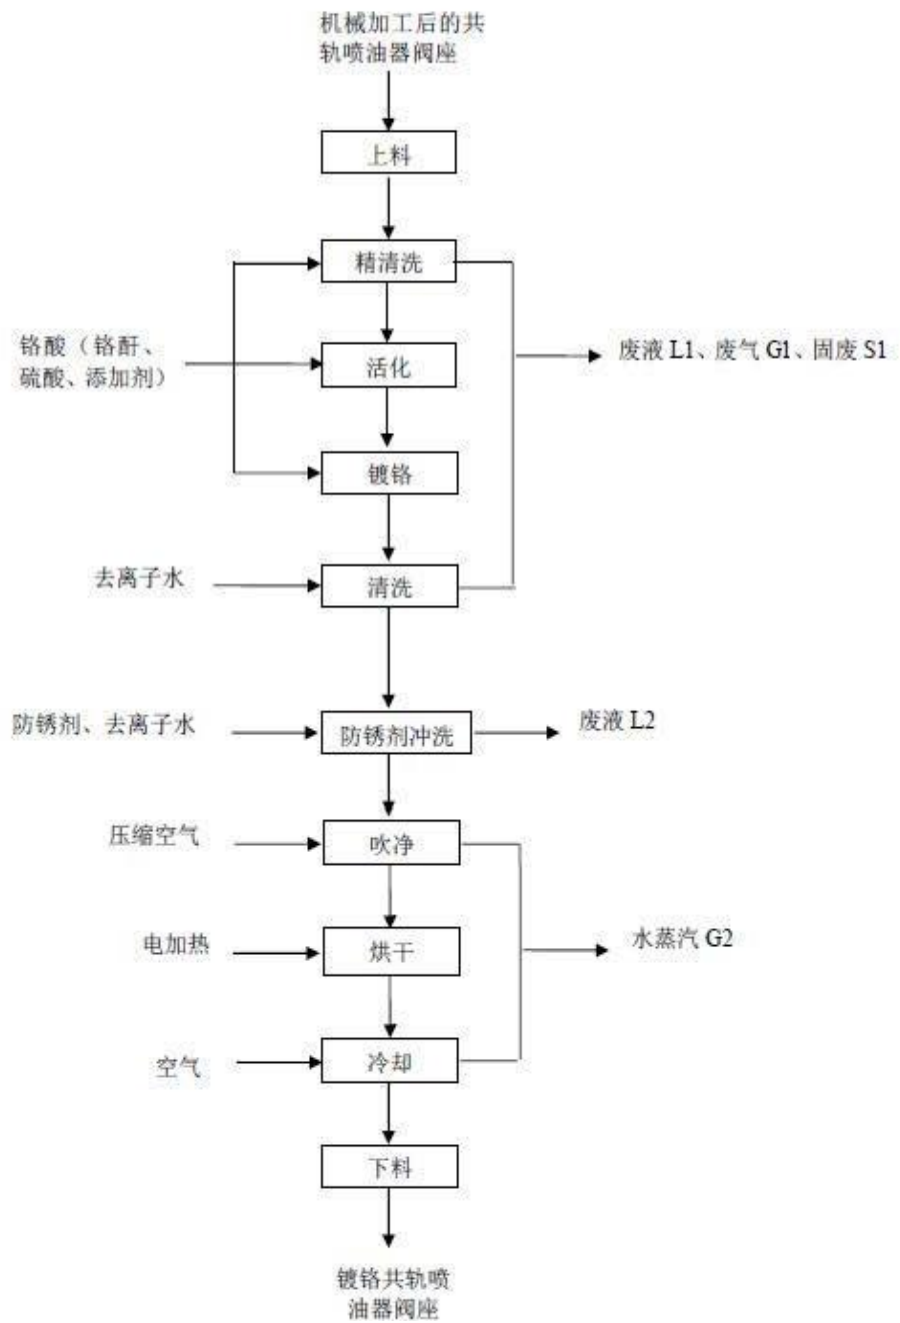 机械加工后的共
轨喷油器阀座
上料
精清洗
铬酸（铬酐、
硫酸、添加剂）
活化
废液 L1、废气 G1、固废 S1
镀铬
去离子水
清洗
防锈剂、去离子水
防锈剂冲洗
废液 L2
压缩空气
吹净
电加热
烘干
水蒸汽 G2
空气
冷却
下料
镀铬共轨喷
油器阀座